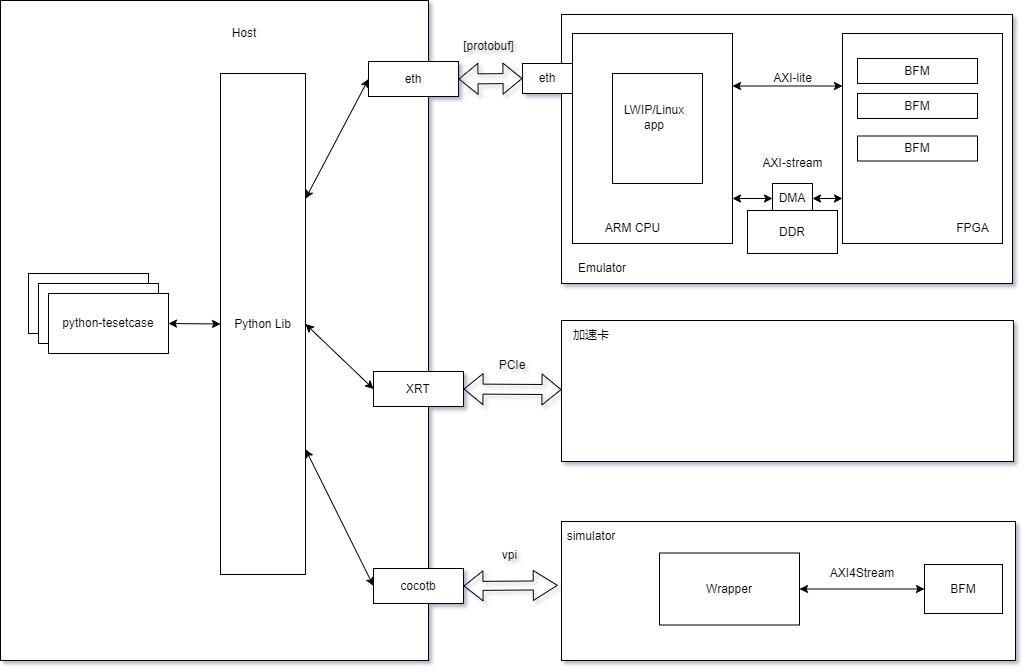 Host
[protobuf]
eth
eth
LWIP/Linux
app
ARM CPU
AXI-lite
AXI-stream
DMA
DDR
BFM
BFM
BFM
FPGA
Emulator
python-tesetcase
Python Lib
XRT
PCIe
加速卡
cocotb
vpi
simulator
Wrapper
AXI4Stream
BFM